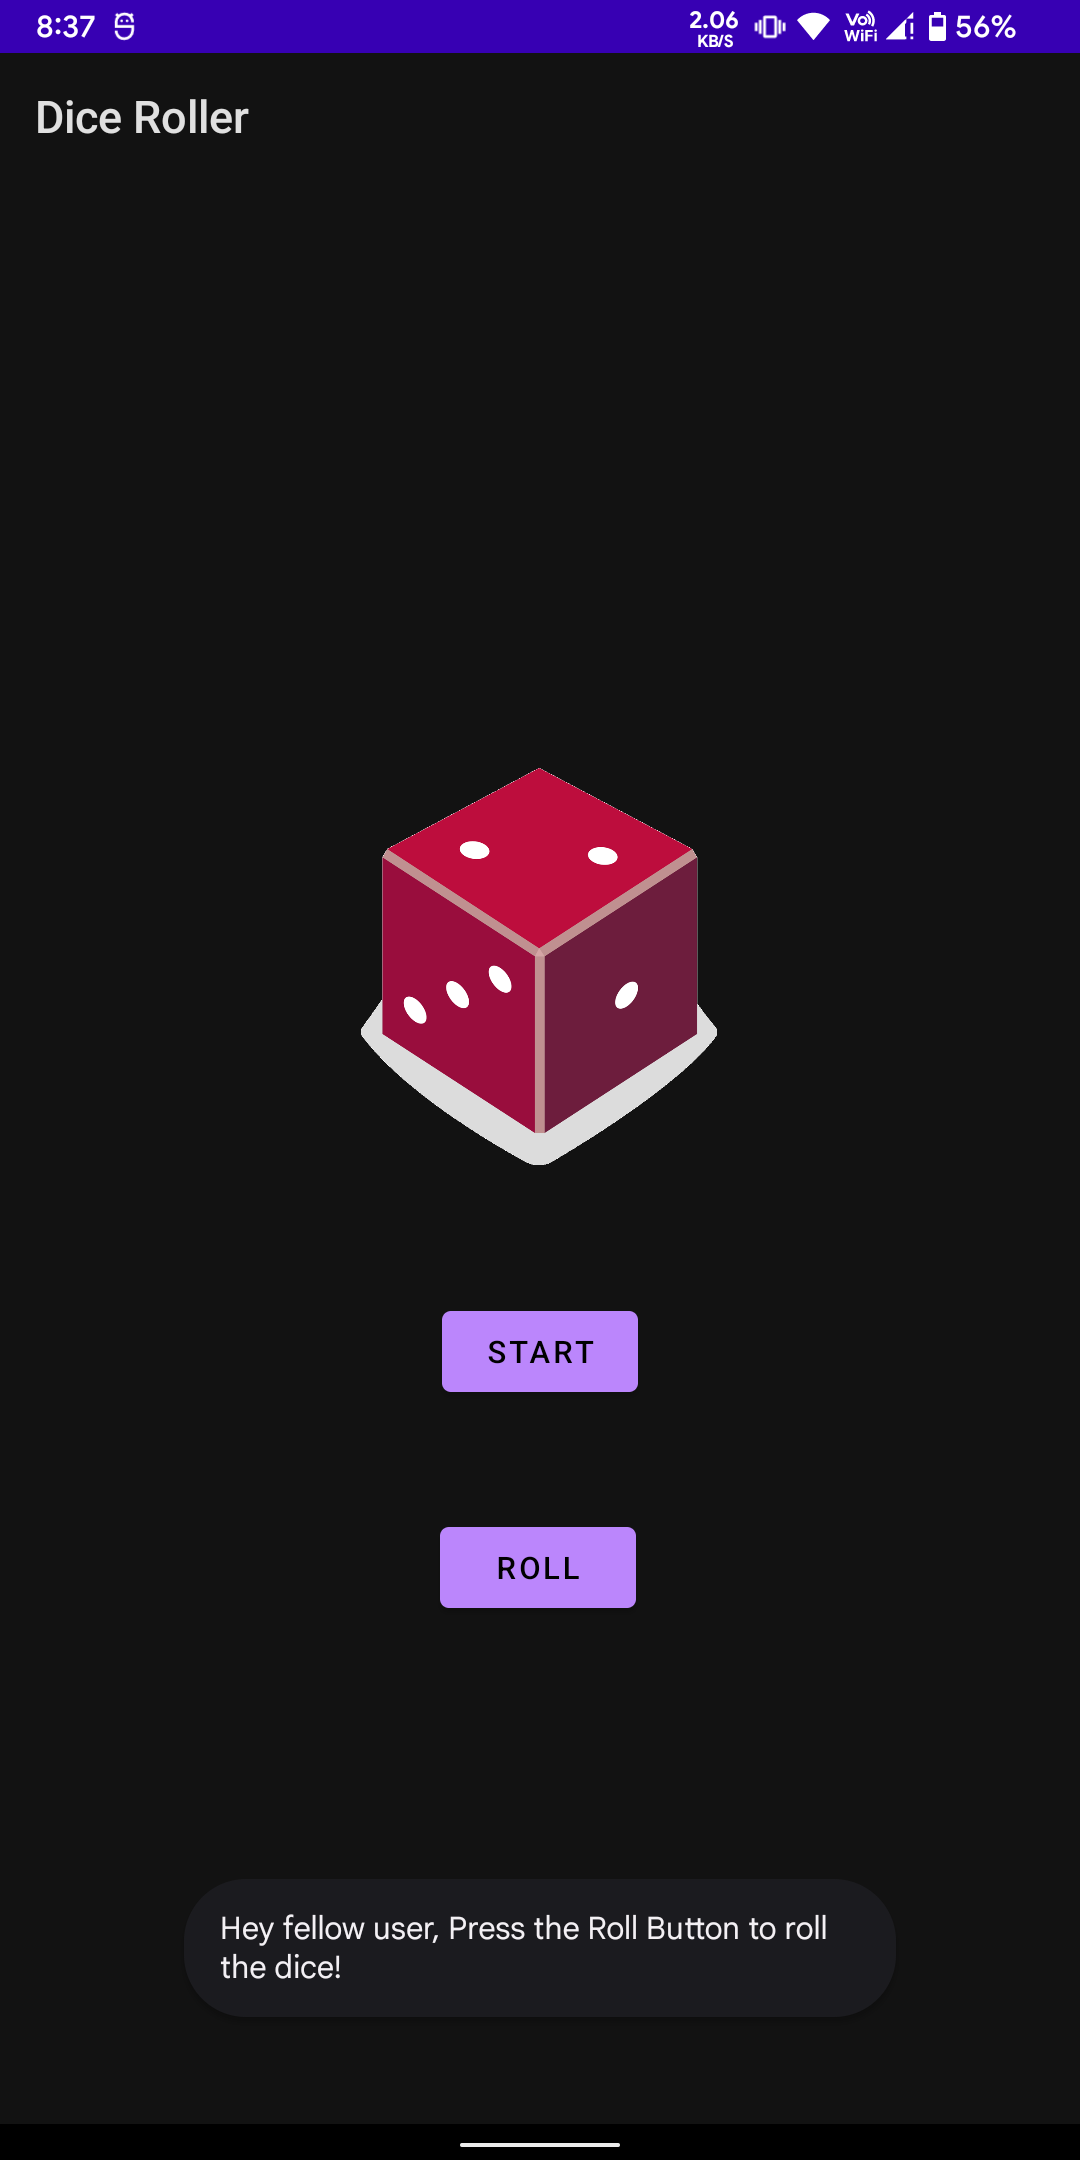 8:37
2.06
KB/S
Vo
WiFi
56%
Dice Roller
START
ROLL
Hey fellow user, Press the Roll Button to roll
the dice!